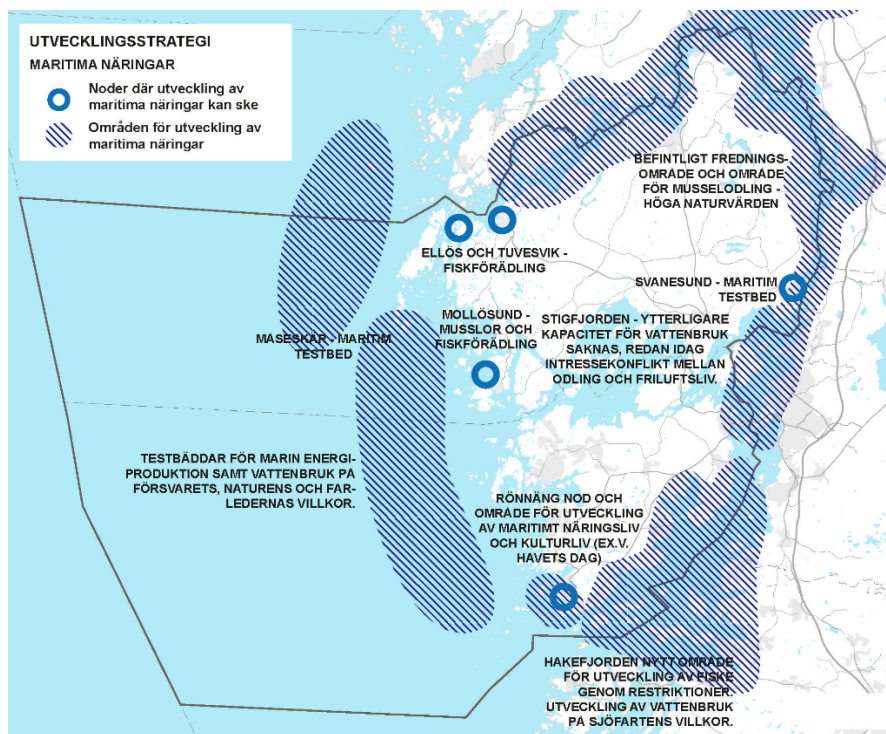 UTVECKLINGSSTRATEGI
MARITIMA NÄRINGAR
Noder där utveckling av
maritima näringar kan ske
Områden för utveckling av
maritima näringar
BEFINTLIGT FREDNINGS-
OMRÅDE OCH OMRÅDE
FÖR MUSSELODLING -
HÖGA NATURVÄRDEN
ELLÖS OCH TUVESVIK -
FISKFÖRÄDLING
SVANESUND - MARITIM
TESTBED
MOLLÖSUND -
MUSSLOR OCH
FISKFÖRÄDLING
STIGFJORDEN - YTTERLIGARE
KAPACITET FÖR VATTENBRUK
SAKNAS, REDAN IDAG
INTRESSEKONFLIKT MELLAN
ODLING OCH FRILUFTSLIV.
MÅSESKÄR - MARITIM
TESTBED
TESTBÄDDAR FÖR MARIN ENERGI-
PRODUKTION SAMT VATTENBRUK PÅ
FÖRSVARETS, NATURENS OCH FAR-
LEDERNAS VILLKOR.
RÖNNÄNG NOD OCH
OMRÅDE FÖR UTVECKLING
AV MARITIMT NÄRINGSLIV
OCH KULTURLIV (EX.V.
HAVETS DAG)
HAKEFJORDEN NYTT OMRÅDE
FÖR UTVECKLING AV FISKE
GENOM RESTRIKTIONER.
UTVECKLING AV VATTENBRUK
PÅ SJÖFARTENS VILLKOR.